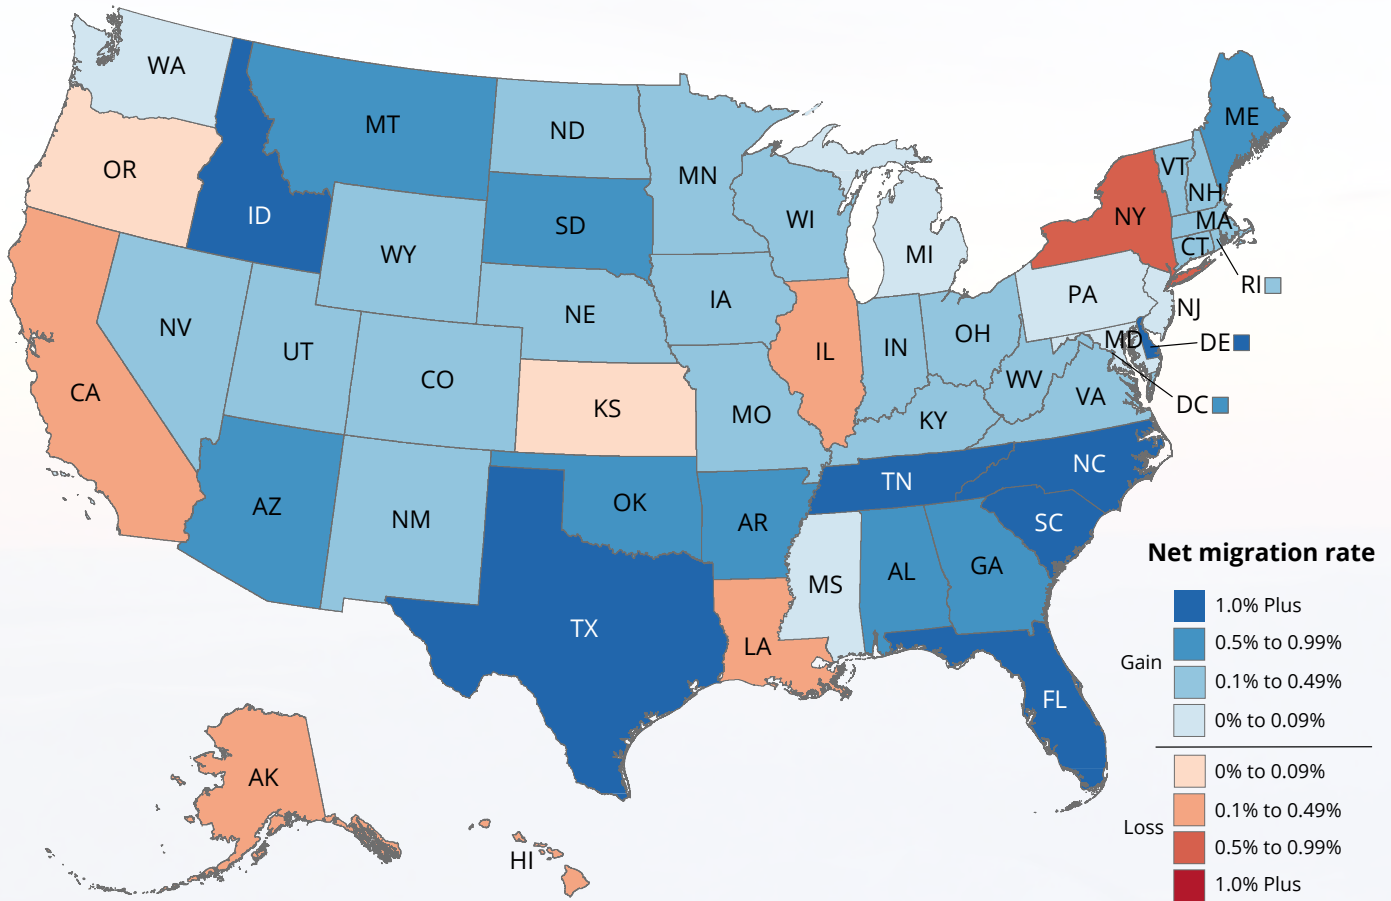 WA
MT
ND
MN
ME
OR
ID
SD
WI
MI
VT
NH
NY
MA
CT
RI
WY
NE
IA
PA
NJ
NV
UT
CO
IL
IN
OH
MD
DE
CA
KS
MO
WV
VA
KY
DC
AZ
NM
OK
AR
TN
NC
SC
TX
LA
MS
AL
GA
FL
AK
HI
Net migration rate
Gain
1.0% Plus
0.5% to 0.99%
0.1% to 0.49%
0% to 0.09%
Loss
0% to 0.09%
0.1% to 0.49%
0.5% to 0.99%
1.0% Plus